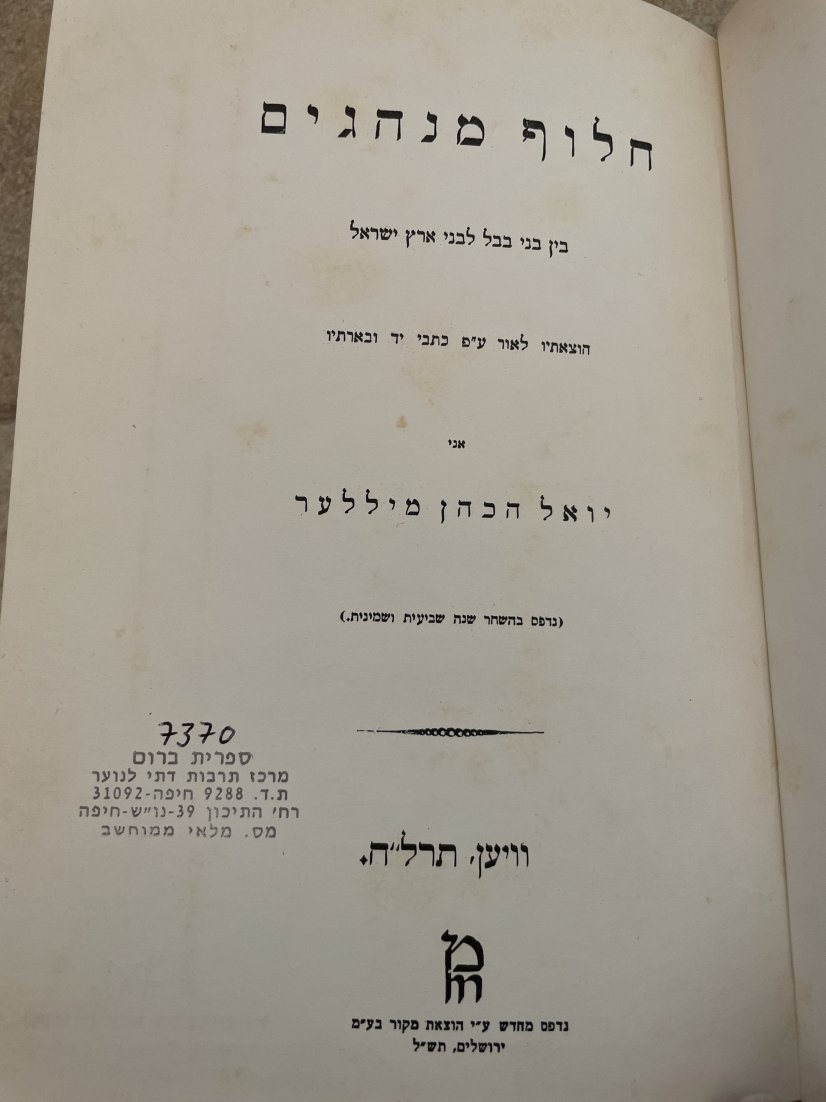 חלוף מנהגים
בין בני בבל לבני ארץ ישראל
הוצאתיו לאור ע״פ כתבי יד ובארתיו
אני
יואל הכהן מיללער
(נדפס בהשחר שנה שביעית ושמינית.)
7370
ספרית ברום
מרכז תרבות דתי לנוער
ת.ד. 9288 חיפה-31092
רח׳ התיכון 39-נו״ש-חיפה
מס. מלאי ממוחשב
וויען, תרל״ח.
מ
m
נדפס מחדש ע״י הוצאת מקור בע״מ
ירושלים, תש״ל